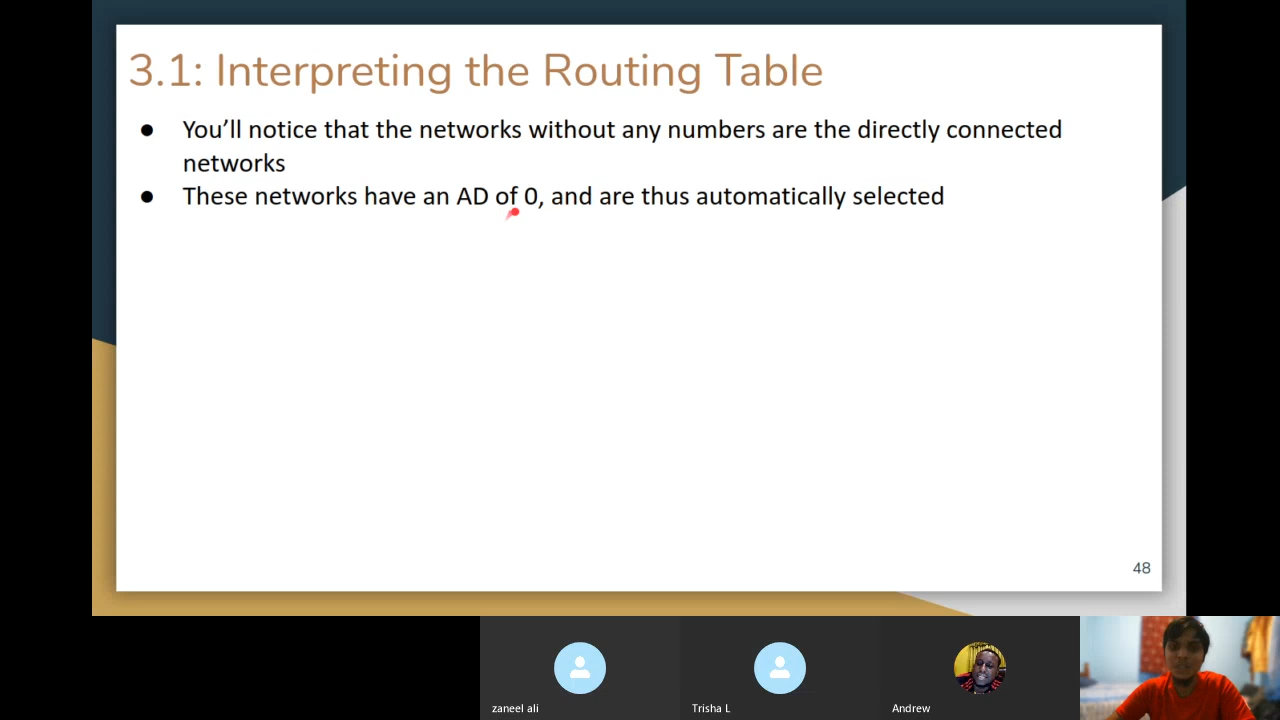 3.1: Interpreting the Routing Table
● You’ll notice that the networks without any numbers are the directly connected
networks
● These networks have an AD of 0, and are thus automatically selected
48
zaneel ali
Trisha L
Andrew